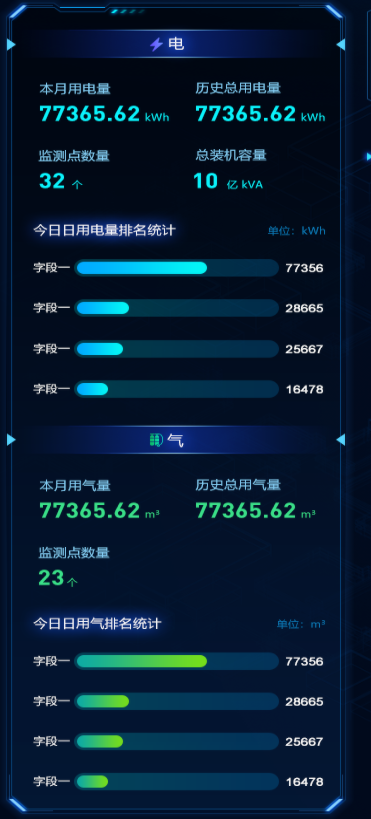 电
本月用电量 历史总用电量
77365.62 kWh 77365.62 kWh
监测点数量 总装机容量
32 个 10 亿 kVA
今日日用电量排名统计 单位：kWh
字段一 77356
字段一 28665
字段一 25667
字段一 16478
气
本月用气量 历史总用气量
77365.62 m³ 77365.62 m³
监测点数量
23 个
今日日用气排名统计 单位：m³
字段一 77356
字段一 28665
字段一 25667
字段一 16478